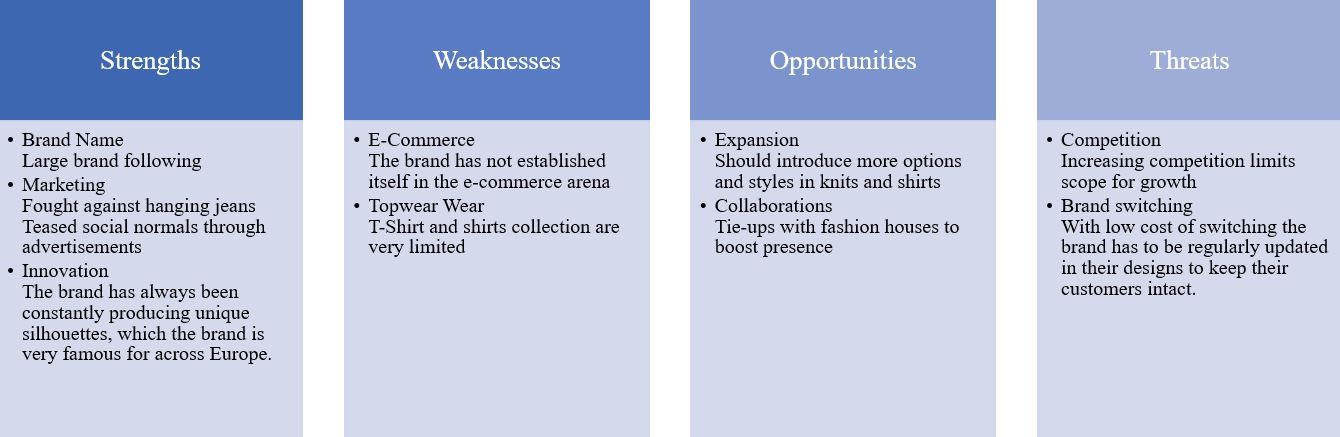 Strengths
• Brand Name
Large brand following
• Marketing
Fought against hanging jeans
Teased social normals through
advertisements
• Innovation
The brand has always been
constantly producing unique
silhouettes, which the brand is
very famous for across Europe.
Weaknesses
• E-Commerce
The brand has not established
itself in the e-commerce arena
• Topwear Wear
T-Shirt and shirts collection are
very limited
Opportunities
• Expansion
Should introduce more options
and styles in knits and shirts
• Collaborations
Tie-ups with fashion houses to
boost presence
Threats
• Competition
Increasing competition limits
scope for growth
• Brand switching
With low cost of switching the
brand has to be regularly updated
in their designs to keep their
customers intact.